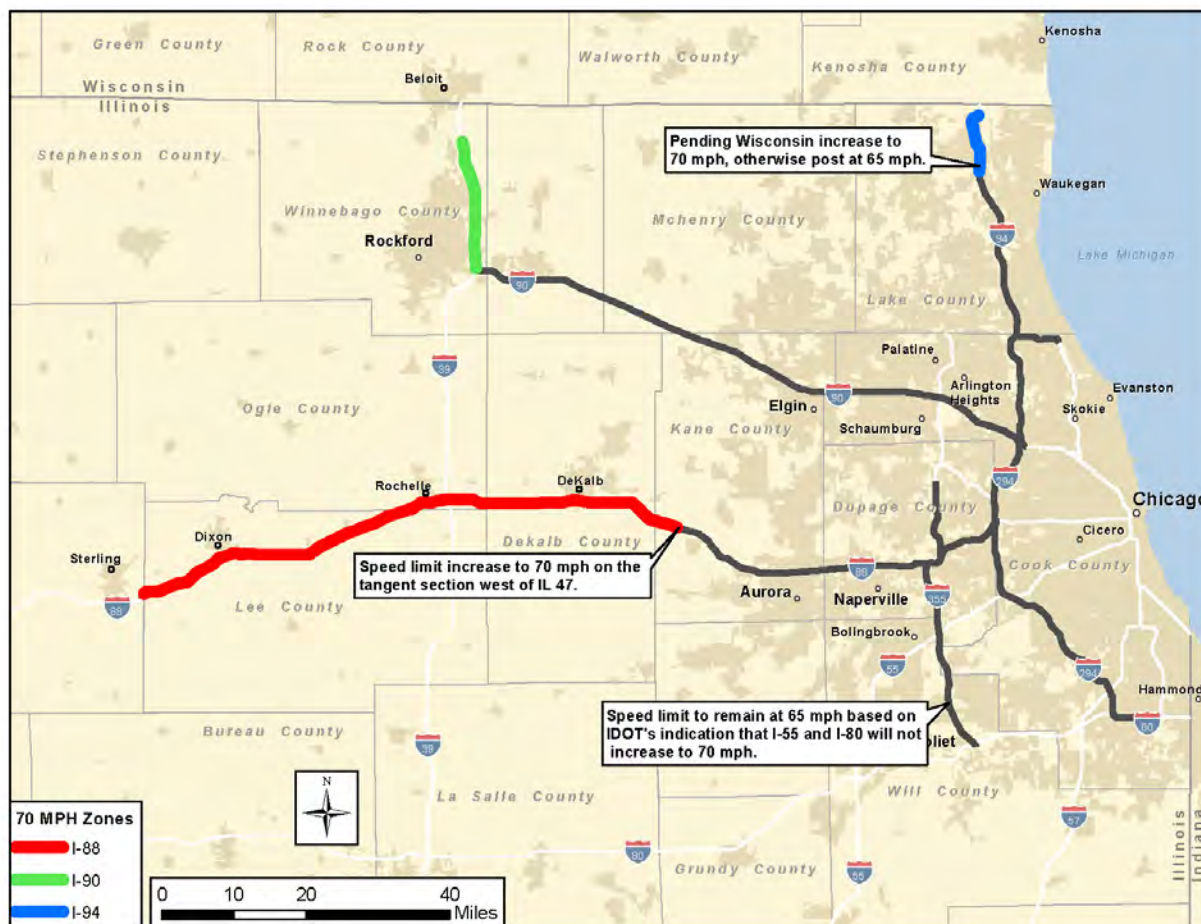 Green County
Rock County
Walworth County
Kenosha County
Kenosha
Beloit
Wisconsin
Illinois
Stephenson County
Pending Wisconsin increase to
70 mph, otherwise post at 65 mph.
Waukegan
Winnebago County
Mchenry County
Rockford
94
Lake Michigan
90
Lake County
Palatine
39
Arlington
Heights
Evanston
90
Elgin
Skokie
Ogle County
Kane County
Schaumburg
294
Rochelle
DeKalb
Dupage County
Chicago
Dixon
Cicero
Sterling
Dekalb County
Speed limit increase to 70 mph on the
tangent section west of IL 47.
88
Cook County
Lee County
88
Aurora
Naperville
355
Bolingbrook
55
294
Hammond
80
Speed limit to remain at 65 mph based on
IDOT's indication that I-55 and I-80 will not
increase to 70 mph.
oliet
Bureau County
39
N
La Salle County
Will County
57
80
55
Grundy County
Illinois
Indiana
70 MPH Zones
I-88
I-90
I-94
0 10 20 40
Miles